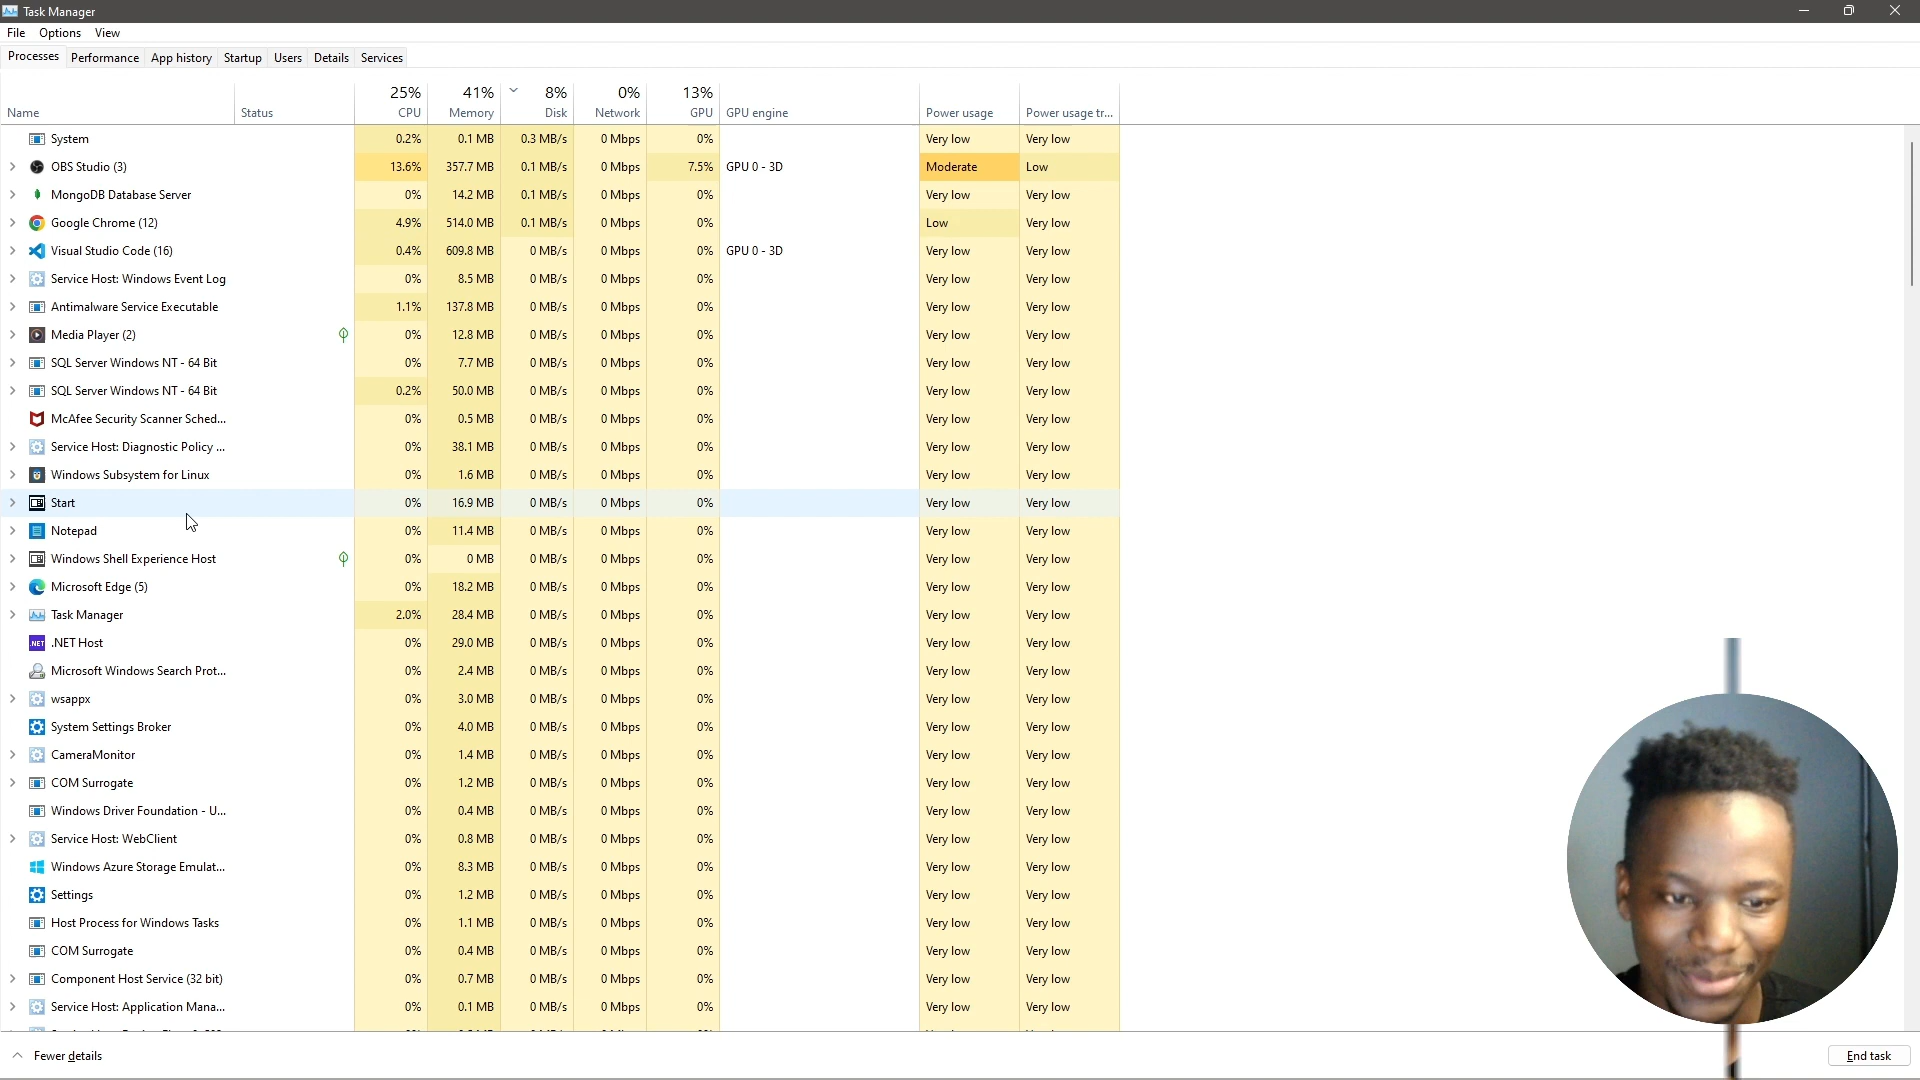 Task Manager
File Options View
Processes Performance App history Startup Users Details Services
25% 41% 8% 0% 13%
Name Status CPU Memory Disk Network GPU GPU engine Power usage Power usage tr...
System 0.2% 0.1 MB 0.3 MB/s 0 Mbps 0% Very low Very low
OBS Studio (3) 13.6% 357.7 MB 0.1 MB/s 0 Mbps 7.5% GPU 0 - 3D Moderate Low
MongoDB Database Server 0% 14.2 MB 0.1 MB/s 0 Mbps 0% Very low Very low
Google Chrome (12) 4.9% 514.0 MB 0.1 MB/s 0 Mbps 0% Low Very low
Visual Studio Code (16) 0.4% 609.8 MB 0 MB/s 0 Mbps 0% GPU 0 - 3D Very low Very low
Service Host: Windows Event Log 0% 8.5 MB 0 MB/s 0 Mbps 0% Very low Very low
Antimalware Service Executable 1.1% 137.8 MB 0 MB/s 0 Mbps 0% Very low Very low
Media Player (2) 0% 12.8 MB 0 MB/s 0 Mbps 0% Very low Very low
SQL Server Windows NT - 64 Bit 0% 7.7 MB 0 MB/s 0 Mbps 0% Very low Very low
SQL Server Windows NT - 64 Bit 0.2% 50.0 MB 0 MB/s 0 Mbps 0% Very low Very low
McAfee Security Scanner Sched... 0% 0.5 MB 0 MB/s 0 Mbps 0% Very low Very low
Service Host: Diagnostic Policy ... 0% 38.1 MB 0 MB/s 0 Mbps 0% Very low Very low
Windows Subsystem for Linux 0% 1.6 MB 0 MB/s 0 Mbps 0% Very low Very low
Start 0% 16.9 MB 0 MB/s 0 Mbps 0% Very low Very low
Notepad 0% 11.4 MB 0 MB/s 0 Mbps 0% Very low Very low
Windows Shell Experience Host 0% 0 MB 0 MB/s 0 Mbps 0% Very low Very low
Microsoft Edge (5) 0% 18.2 MB 0 MB/s 0 Mbps 0% Very low Very low
Task Manager 2.0% 28.4 MB 0 MB/s 0 Mbps 0% Very low Very low
.NET Host 0% 29.0 MB 0 MB/s 0 Mbps 0% Very low Very low
Microsoft Windows Search Prot... 0% 2.4 MB 0 MB/s 0 Mbps 0% Very low Very low
wsappx 0% 3.0 MB 0 MB/s 0 Mbps 0% Very low Very low
System Settings Broker 0% 4.0 MB 0 MB/s 0 Mbps 0% Very low Very low
CameraMonitor 0% 1.4 MB 0 MB/s 0 Mbps 0% Very low Very low
COM Surrogate 0% 1.2 MB 0 MB/s 0 Mbps 0% Very low Very low
Windows Driver Foundation - U... 0% 0.4 MB 0 MB/s 0 Mbps 0% Very low Very low
Service Host: WebClient 0% 0.8 MB 0 MB/s 0 Mbps 0% Very low Very low
Windows Azure Storage Emulat... 0% 8.3 MB 0 MB/s 0 Mbps 0% Very low Very low
Settings 0% 1.2 MB 0 MB/s 0 Mbps 0% Very low Very low
Host Process for Windows Tasks 0% 1.1 MB 0 MB/s 0 Mbps 0% Very low Very low
COM Surrogate 0% 0.4 MB 0 MB/s 0 Mbps 0% Very low Very low
Component Host Service (32 bit) 0% 0.7 MB 0 MB/s 0 Mbps 0% Very low Very low
Service Host: Application Mana... 0% 0.1 MB 0 MB/s 0 Mbps 0% Very low Very low
Fewer details End task